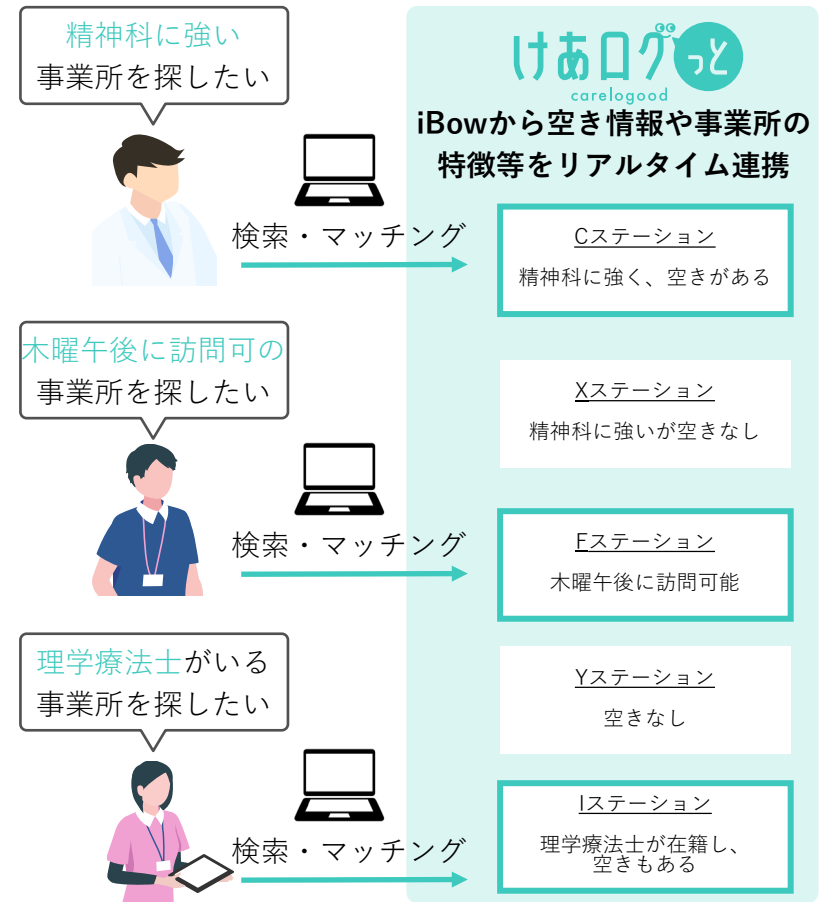 精神科に強い
事業所を探したい
検索・マッチング
木曜午後に訪問可の
事業所を探したい
検索・マッチング
理学療法士がいる
事業所を探したい
検索・マッチング
けあログっと
carelogood
iBowから空き情報や事業所の
特徴等をリアルタイム連携
Cステーション
精神科に強く、空きがある
Xステーション
精神科に強いが空きなし
Fステーション
木曜午後に訪問可能
Yステーション
空きなし
Iステーション
理学療法士が在籍し、
空きもある